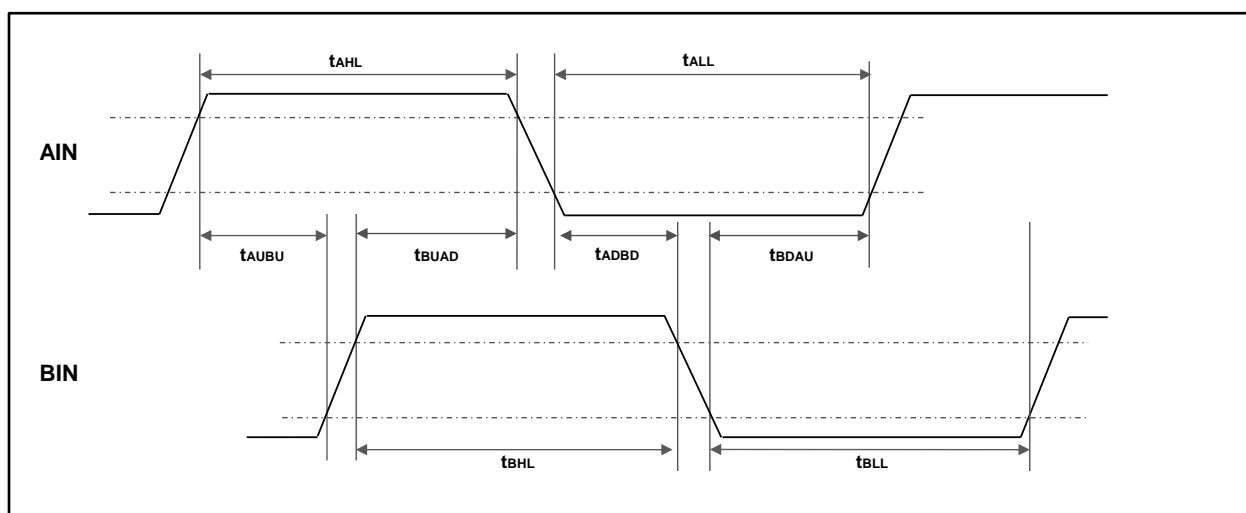 tAHL
tALL
AIN
tAUBU
tBUAD
tADBD
tBDAU
BIN
tBHL
tBLL